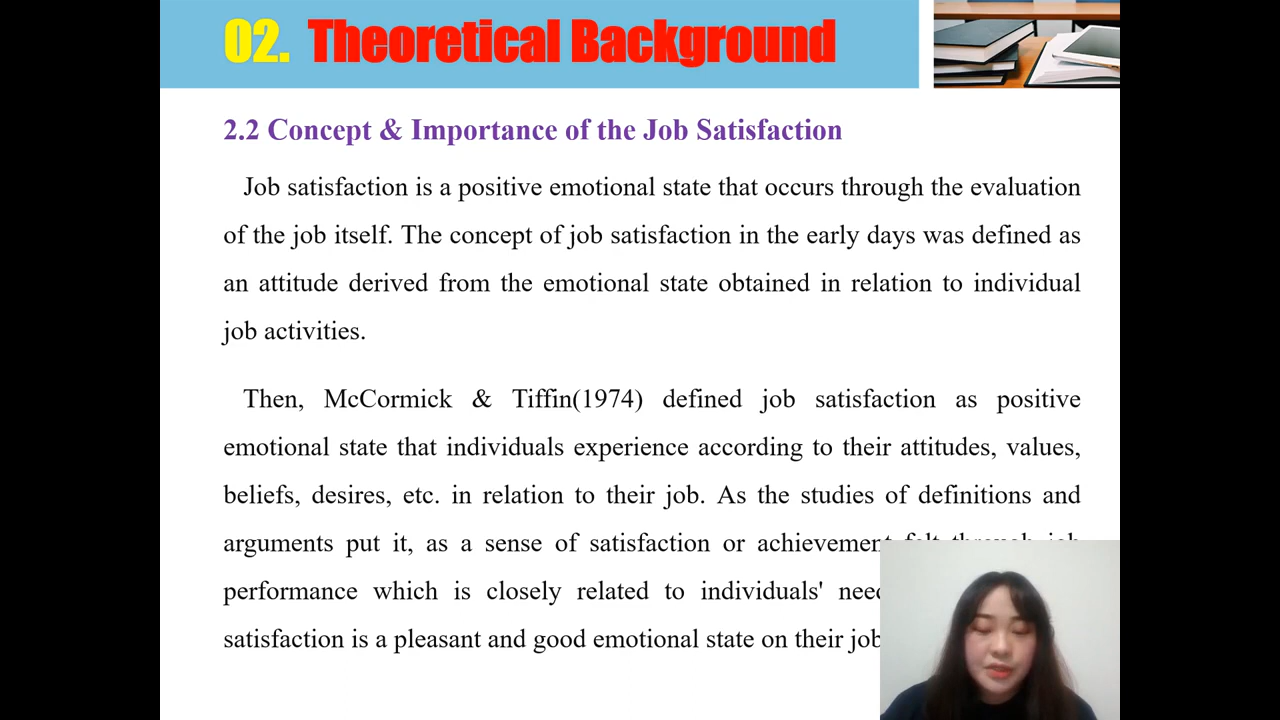 02. Theoretical Background
2.2 Concept & Importance of the Job Satisfaction
Job satisfaction is a positive emotional state that occurs through the evaluation
of the job itself. The concept of job satisfaction in the early days was defined as
an attitude derived from the emotional state obtained in relation to individual
job activities.
Then, McCormick & Tiffin(1974) defined job satisfaction as positive
emotional state that individuals experience according to their attitudes, values,
beliefs, desires, etc. in relation to their job. As the studies of definitions and
arguments put it, as a sense of satisfaction or achievement felt through job
performance which is closely related to individuals'
satisfaction is a pleasant and good emotional state on their job